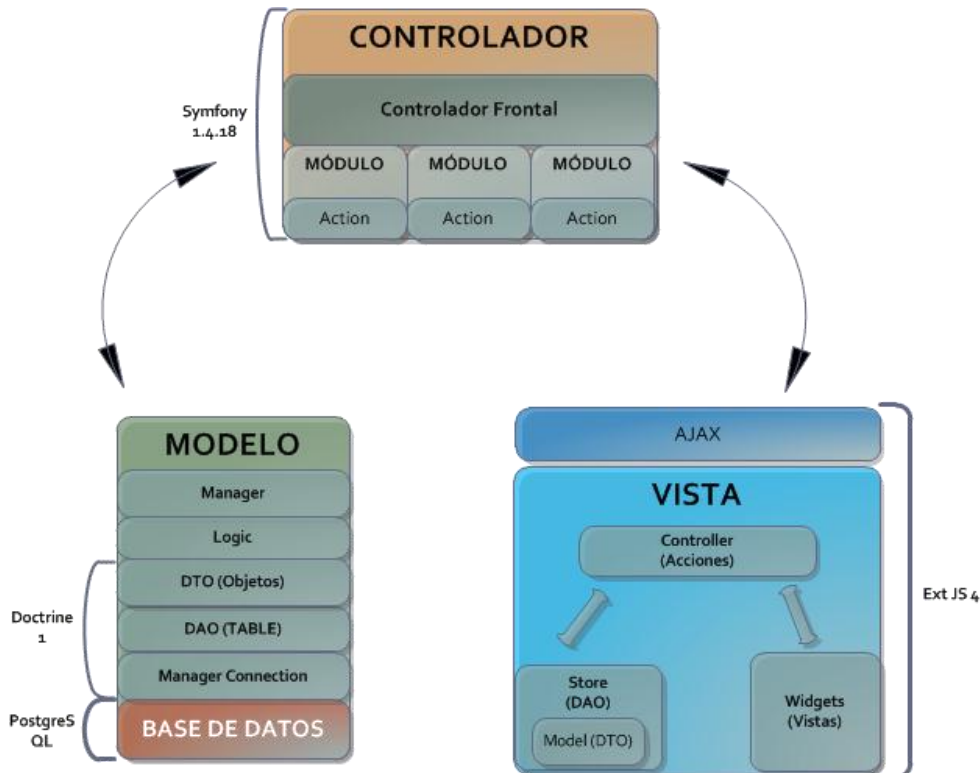 CONTROLADOR
Symfony
1.4.18
Controlador Frontal
MÓDULO
MÓDULO
MÓDULO
Action
Action
Action
MODELO
Manager
Logic
Doctrine
1
DTO (Objetos)
DAO (TABLE)
Manager Connection
PostgreS
QL
BASE DE DATOS
AJAX
VISTA
Controller
(Acciones)
Store
(DAO)
Model (DTO)
Widgets
(Vistas)
Ext JS 4